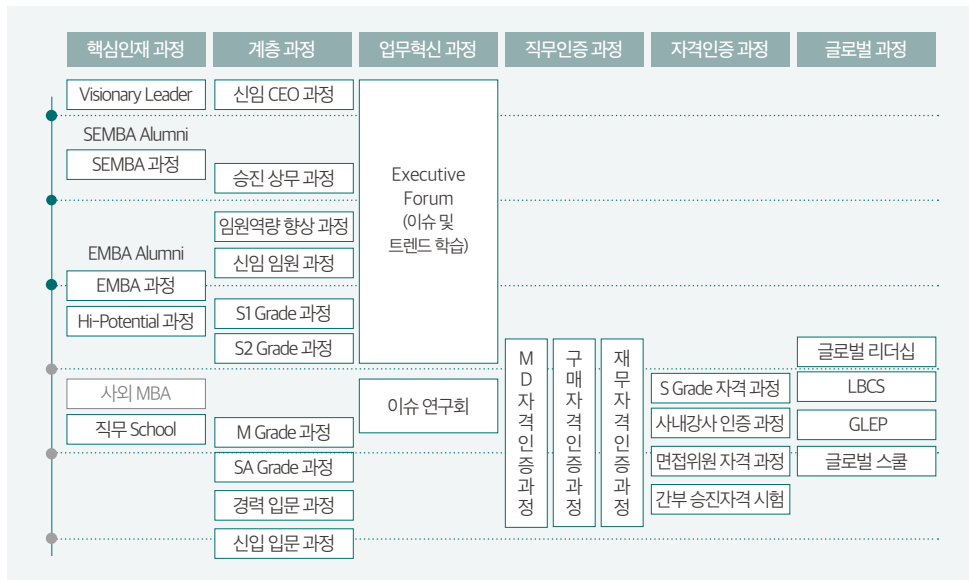 핵심인재 과정
계층 과정
업무혁신 과정
직무인증 과정
자격인증 과정
글로벌 과정
Visionary Leader
SEMBA Alumni
SEMBA 과정
EMBA Alumni
EMBA 과정
Hi-Potential 과정
사외 MBA
직무 School
신임 CEO 과정
승진 상무 과정
임원역량 향상 과정
신임 임원 과정
S1 Grade 과정
S2 Grade 과정
M Grade 과정
SA Grade 과정
경력 입문 과정
신입 입문 과정
Executive
Forum
(이슈 및
트렌드 학습)
이슈 연구회
MD자격인증과정
구매자격인증과정
재무자격인증과정
S Grade 자격 과정
사내강사 인증 과정
면접위원 자격 과정
간부 승진자격 시험
글로벌 리더십
LBCS
GLEP
글로벌 스쿨